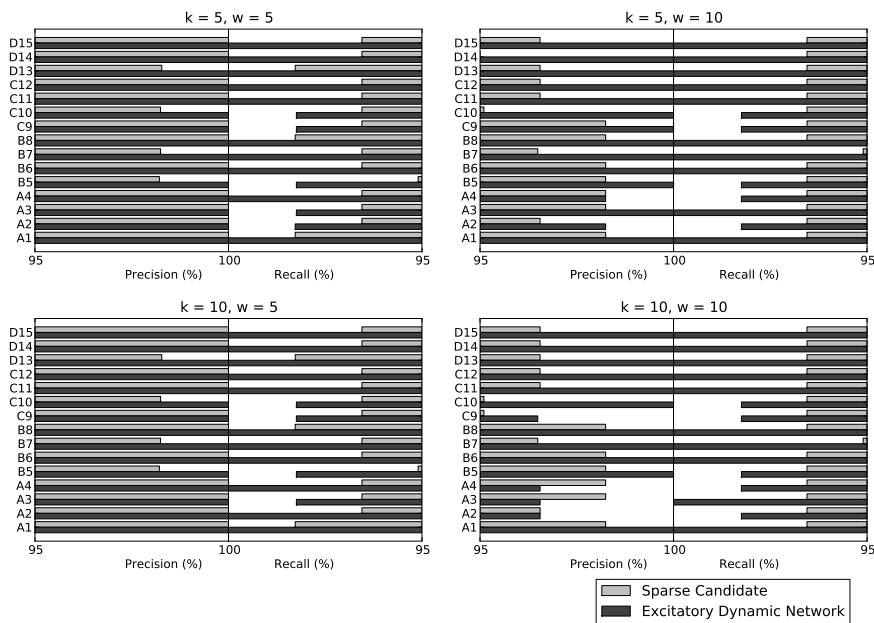 k = 5, w = 5
D15
D14
D13
C12
C11
C10
C9
B8
B7
B6
B5
A4
A3
A2
A1
95 100 95
Precision (%) Recall (%)
k = 5, w = 10
D15
D14
D13
C12
C11
C10
C9
B8
B7
B6
B5
A4
A3
A2
A1
95 100 95
Precision (%) Recall (%)
k = 10, w = 5
D15
D14
D13
C12
C11
C10
C9
B8
B7
B6
B5
A4
A3
A2
A1
95 100 95
Precision (%) Recall (%)
k = 10, w = 10
D15
D14
D13
C12
C11
C10
C9
B8
B7
B6
B5
A4
A3
A2
A1
95 100 95
Precision (%) Recall (%)
Sparse Candidate
Excitatory Dynamic Network